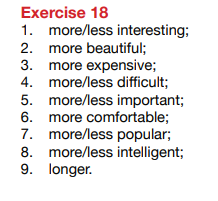 Exercise 18
1. more/less interesting;
2. more beautiful;
3. more expensive;
4. more/less difficult;
5. more/less important;
6. more comfortable;
7. more/less popular;
8. more/less intelligent;
9. longer.